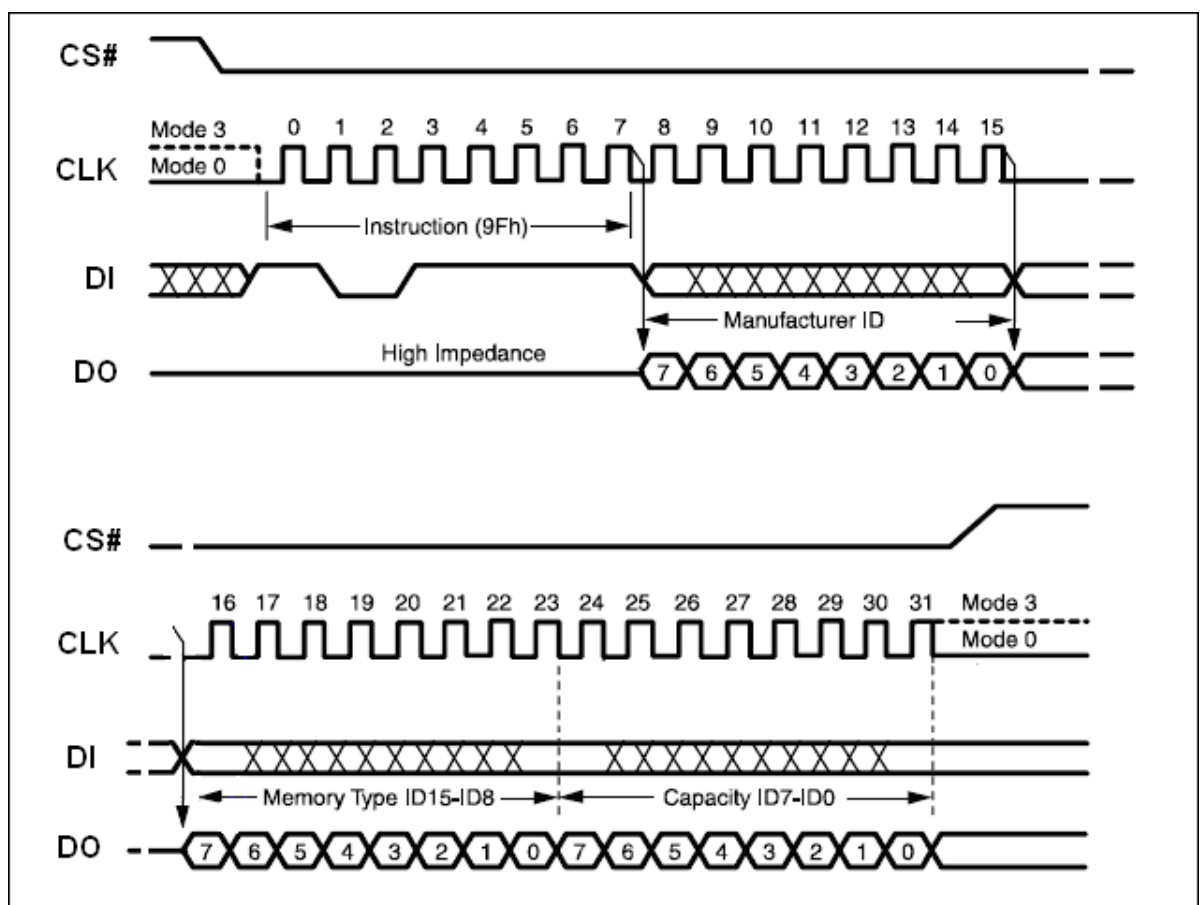 CS#
Mode 3
0 1 2 3 4 5 6 7 8 9 10 11 12 13 14 15
CLK
Mode 0
Instruction (9Fh)
DI
Manufacturer ID
High Impedance
DO
7 6 5 4 3 2 1 0
CS#
16 17 18 19 20 21 22 23 24 25 26 27 28 29 30 31
Mode 3
CLK
Mode 0
DI
Memory Type ID15-ID8
Capacity ID7-ID0
DO
7 6 5 4 3 2 1 0 7 6 5 4 3 2 1 0